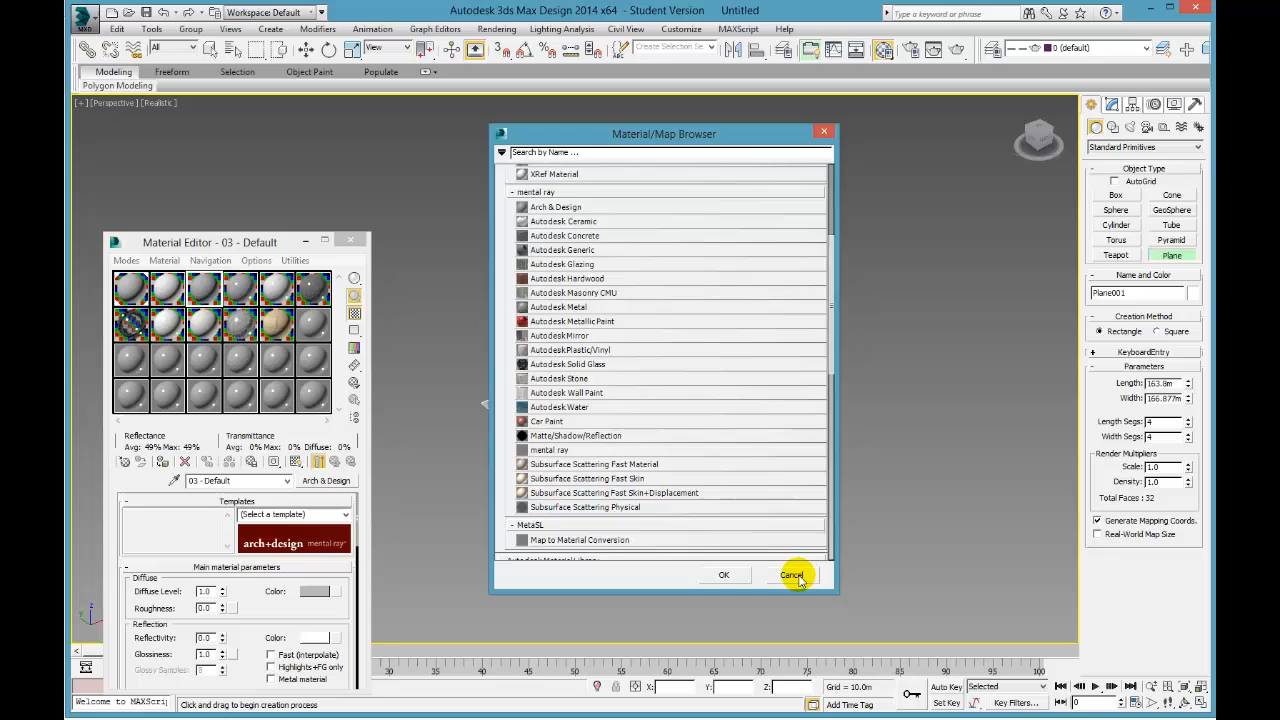 MXD
Workspace: Default
Autodesk 3ds Max Design 2014 x64 - Student Version Untitled
Type a keyword or phrase
Edit Tools Group Views Create Modifiers Animation Graph Editors Rendering Lighting Analysis Civil View Customize MAXScript Help
All
View
Create Selection Se
0 (default)
Modeling Freeform Selection Object Paint Populate
Polygon Modeling
[+][Perspective][Realistic]
Material/Map Browser
Search by Name ...
XRef Material
- mental ray
Arch & Design
Autodesk Ceramic
Autodesk Concrete
Autodesk Generic
Autodesk Glazing
Autodesk Hardwood
Autodesk Masonry CMU
Autodesk Metal
Autodesk Metallic Paint
Autodesk Mirror
Autodesk Plastic/Vinyl
Autodesk Solid Glass
Autodesk Stone
Autodesk Wall Paint
Autodesk Water
Car Paint
Matte/Shadow/Reflection
mental ray
Subsurface Scattering Fast Material
Subsurface Scattering Fast Skin
Subsurface Scattering Fast Skin+Displacement
Subsurface Scattering Physical
- MetaSL
Map to Material Conversion
OK
Cancel
Material Editor - 03 - Default
Modes Material Navigation Options Utilities
Reflectance
Avg: 49% Max: 49%
Transmittance
Avg: 0% Max: 0% Diffuse: 0%
03 - Default
Arch & Design
- Templates
(Select a template)
arch+design mental ray
- Main material parameters
Diffuse
Diffuse Level: 1.0 Color:
Roughness: 0.0
Reflection
Reflectivity: 0.0 Color:
Glossiness: 1.0 Fast (interpolate)
Glossy Samples: 8 Highlights+FG only
Metal material
Standard Primitives
- Object Type
AutoGrid
Box Cone
Sphere GeoSphere
Cylinder Tube
Torus Pyramid
Teapot Plane
- Name and Color
Plane001
- Creation Method
Rectangle Square
+ Keyboard Entry
- Parameters
Length: 163.8m
Width: 166.877m
Length Segs: 4
Width Segs: 4
Render Multipliers
Scale: 1.0
Density: 1.0
Total Faces: 32
Generate Mapping Coords.
Real-World Map Size
z
y
30 35 40 45 50 55 60 65 70 75 80 85 90 95 100
X: Y: Z: Grid = 10.0m
Auto Key Selected
Welcome to MAXScrip
Click and drag to begin creation process
Add Time Tag
Set Key Key Filters...
0